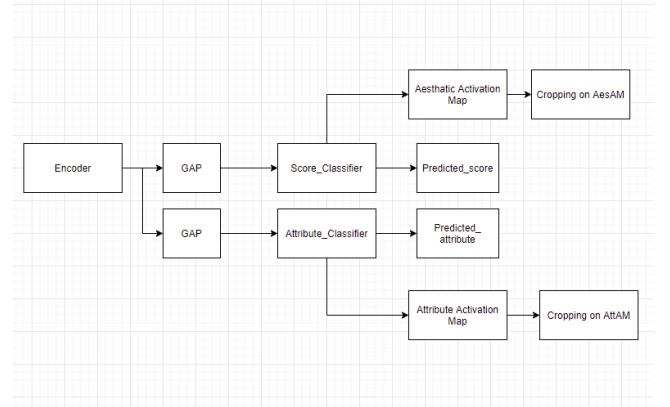 Aesthatic Activation
Map
Cropping on AesAM
Encoder
GAP
Score_Classifier
Predicted_score
GAP
Attribute_Classifier
Predicted_
attribute
Attribute Activation
Map
Cropping on AttAM